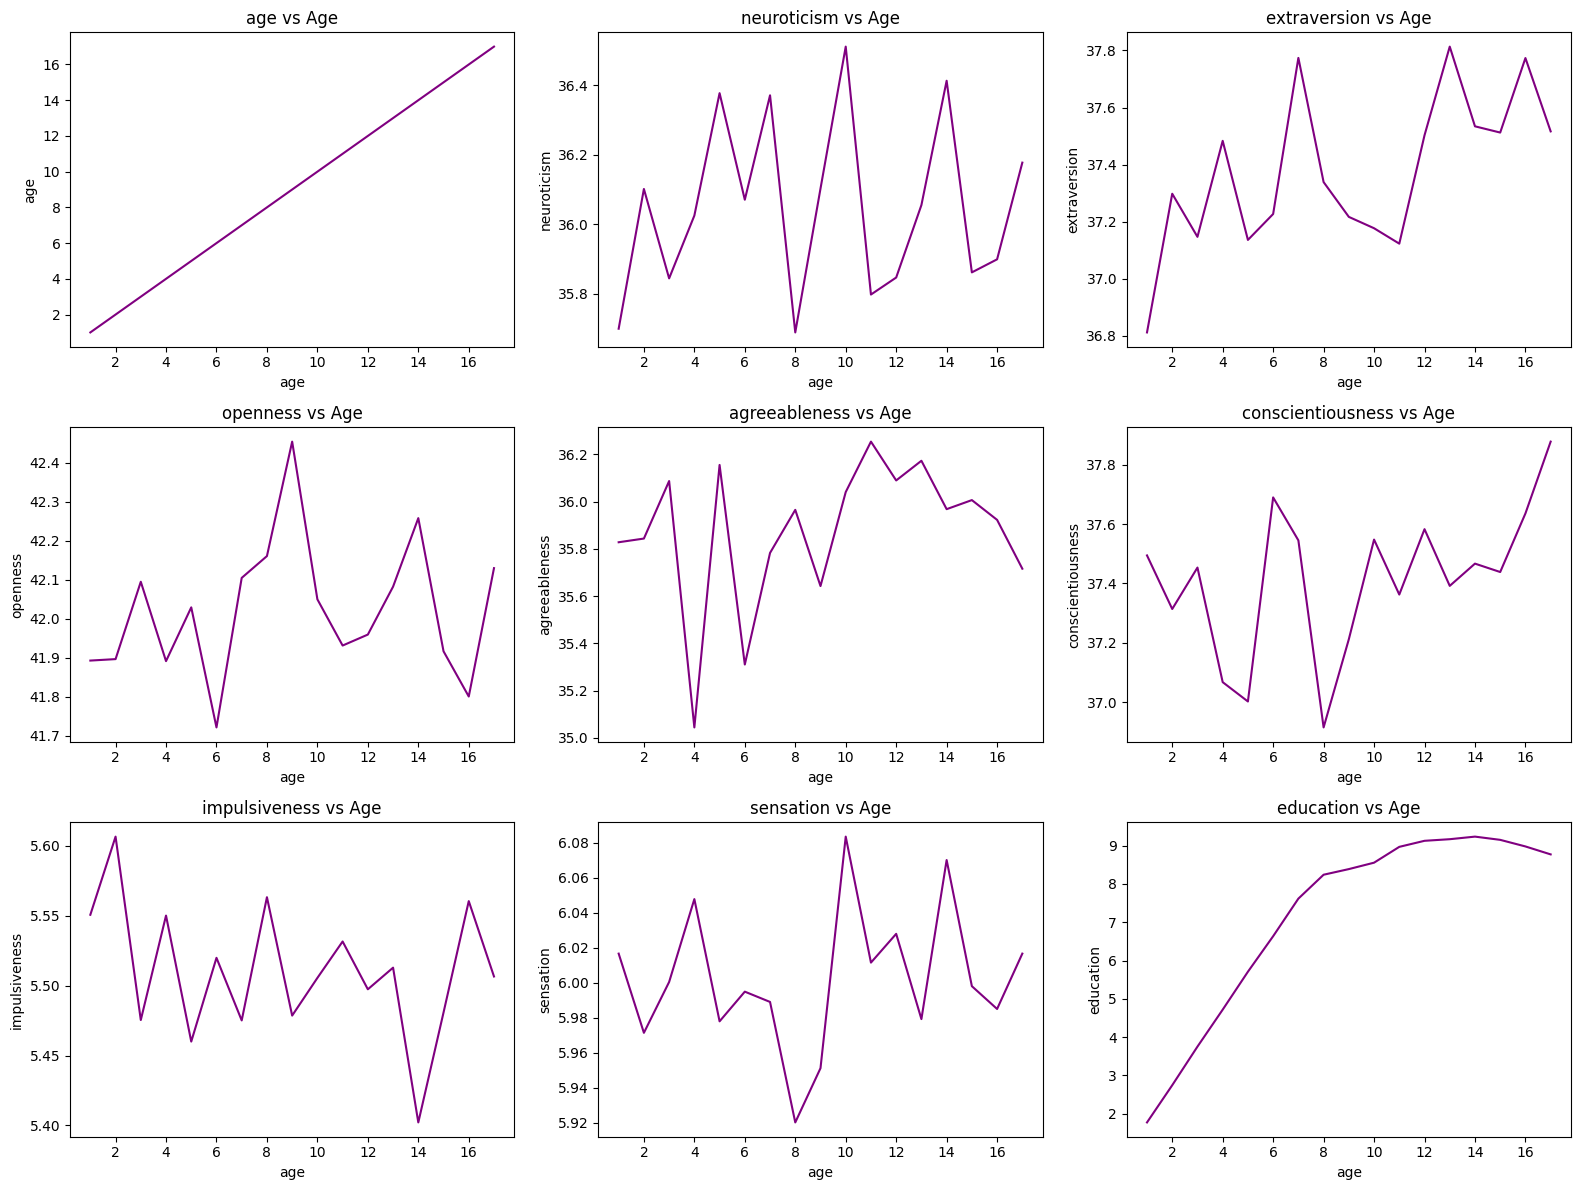 age vs Age
16
14
12
10
8
6
4
2
age
2 4 6 8 10 12 14 16
age
neuroticism vs Age
36.4
36.2
36.0
35.8
neuroticism
2 4 6 8 10 12 14 16
age
extraversion vs Age
37.8
37.6
37.4
37.2
37.0
36.8
extraversion
2 4 6 8 10 12 14 16
age
openness vs Age
42.4
42.3
42.2
42.1
42.0
41.9
41.8
41.7
openness
2 4 6 8 10 12 14 16
age
agreeableness vs Age
36.2
36.0
35.8
35.6
35.4
35.2
35.0
agreeableness
2 4 6 8 10 12 14 16
age
conscientiousness vs Age
37.8
37.6
37.4
37.2
37.0
conscientiousness
2 4 6 8 10 12 14 16
age
impulsiveness vs Age
5.60
5.55
5.50
5.45
5.40
impulsiveness
2 4 6 8 10 12 14 16
age
sensation vs Age
6.08
6.06
6.04
6.02
6.00
5.98
5.96
5.94
5.92
sensation
2 4 6 8 10 12 14 16
age
education vs Age
9
8
7
6
5
4
3
2
education
2 4 6 8 10 12 14 16
age